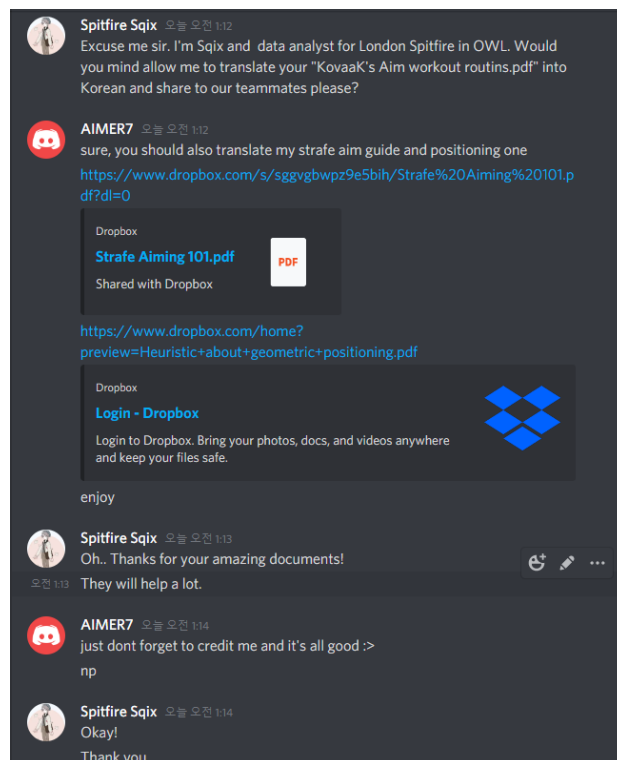 Spitfire Sqix 오늘 오전 1:12
Excuse me sir. I'm Sqix and data analyst for London Spitfire in OWL. Would
you mind allow me to translate your "KovaaK's Aim workout routins.pdf" into
Korean and share to our teammates please?
AIMER7 오늘 오전 1:12
sure, you should also translate my strafe aim guide and positioning one
https://www.dropbox.com/s/sggvgbwpz9e5bih/Strafe%20Aiming%20101.p
df?dl=0
Dropbox
Strafe Aiming 101.pdf
PDF
Shared with Dropbox
https://www.dropbox.com/home?
preview=Heuristic+about+geometric+positioning.pdf
Dropbox
Login - Dropbox
Login to Dropbox. Bring your photos, docs, and videos anywhere
and keep your files safe.
enjoy
Spitfire Sqix 오늘 오전 1:13
Oh.. Thanks for your amazing documents!
오전 1:13 They will help a lot.
AIMER7 오늘 오전 1:14
just dont forget to credit me and it's all good :>
np
Spitfire Sqix 오늘 오전 1:14
Okay!
Thank you